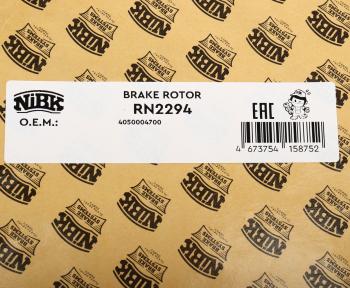 NiBK
BRAKE ROTOR
RN2294
O.E.M.:
4050004700
EAC
4 673754 158752